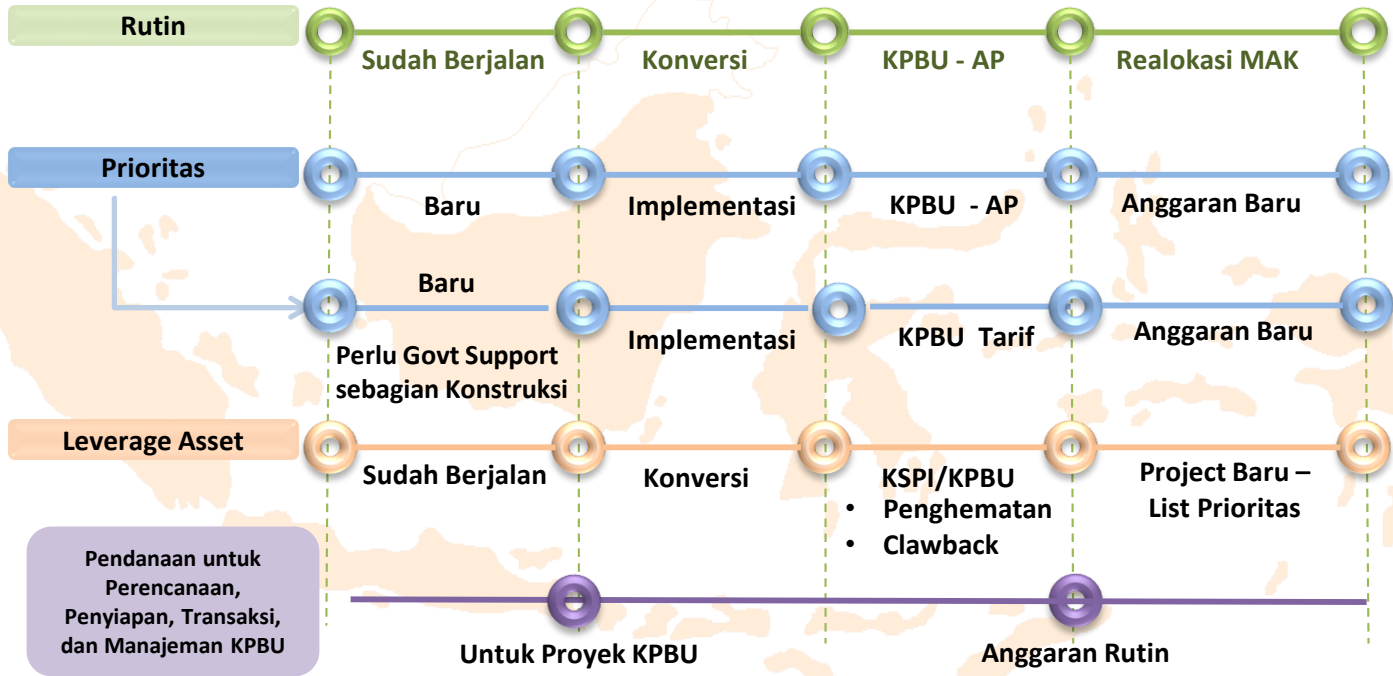 Rutin
Sudah Berjalan
Konversi
KPBU - AP
Realokasi MAK
Prioritas
Baru
Implementasi
KPBU - AP
Anggaran Baru
Baru
Perlu Govt Support
sebagian Konstruksi
Implementasi
KPBU Tarif
Anggaran Baru
Leverage Asset
Sudah Berjalan
Konversi
KSPI/KPBU
• Penghematan
• Clawback
Project Baru –
List Prioritas
Pendanaan untuk
Perencanaan,
Penyiapan, Transaksi,
dan Manajeman KPBU
Untuk Proyek KPBU
Anggaran Rutin